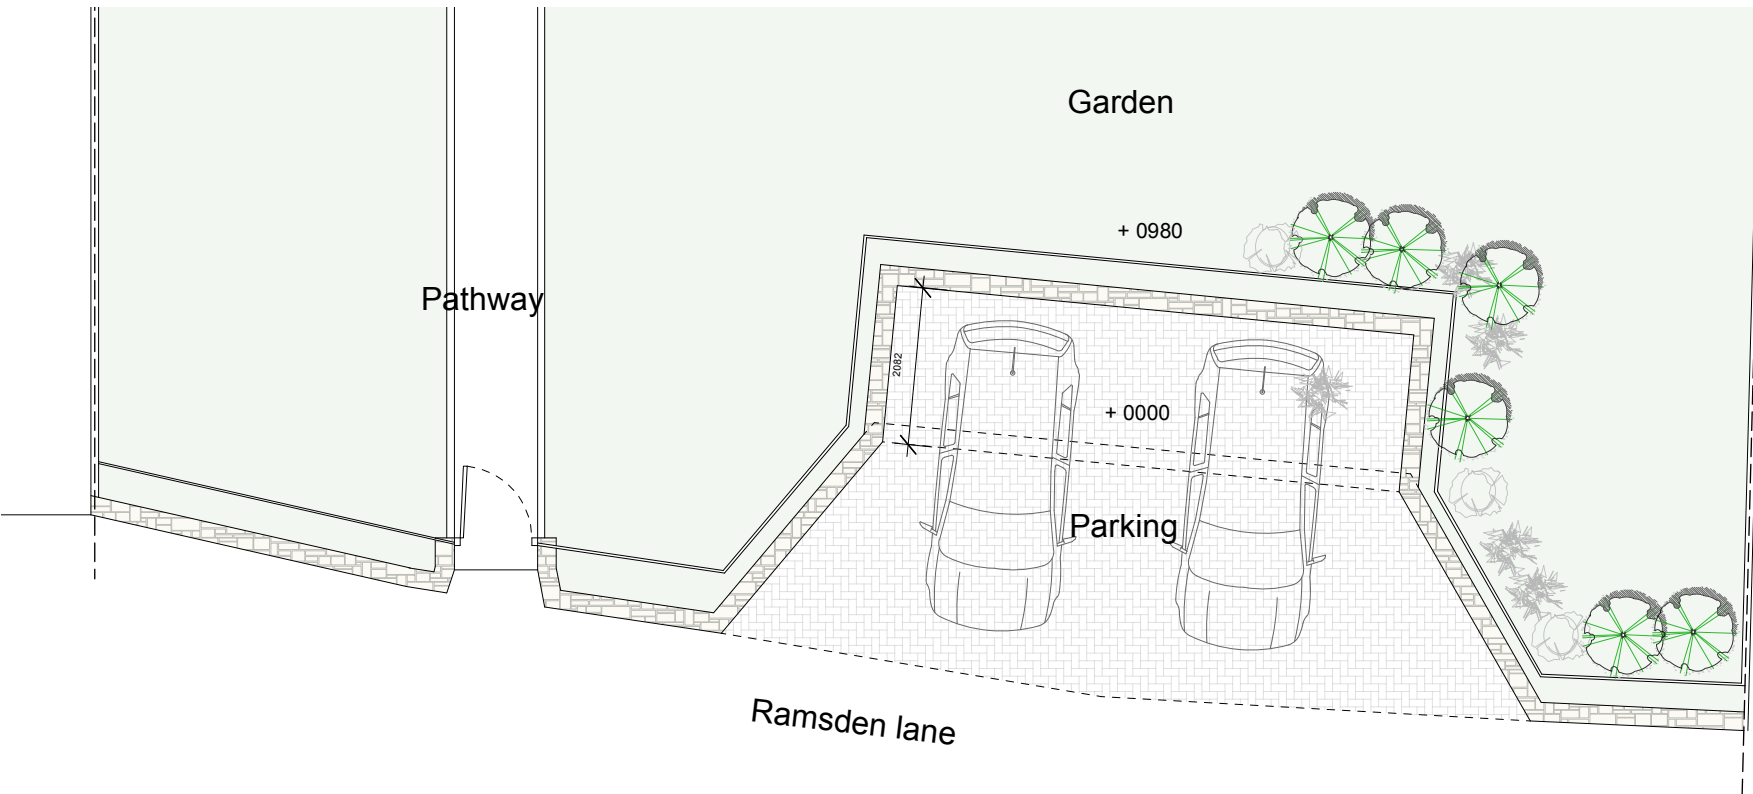 Garden
+ 0980
Pathway
2082
+ 0000
Parking
Ramsden lane